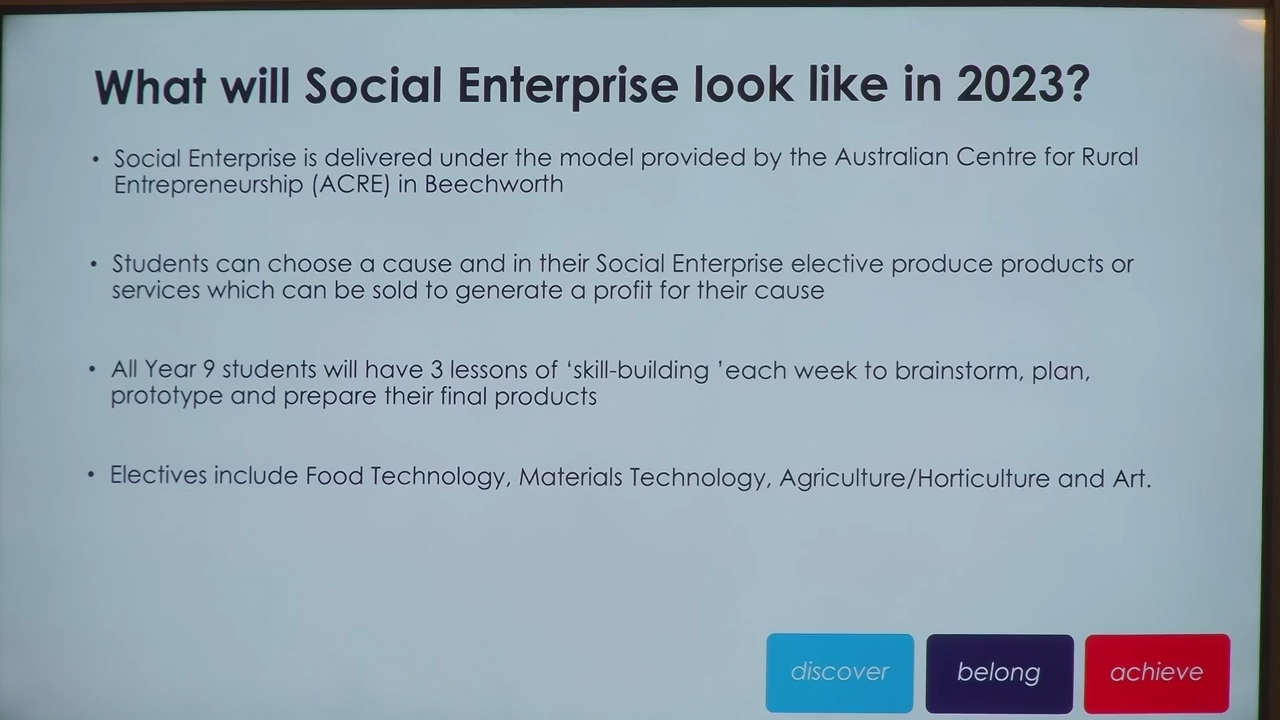 What will Social Enterprise look like in 2023?
• Social Enterprise is delivered under the model provided by the Australian Centre for Rural
Entrepreneurship (ACRE) in Beechworth
• Students can choose a cause and in their Social Enterprise elective produce products or
services which can be sold to generate a profit for their cause
• All Year 9 students will have 3 lessons of ‘skill-building ’each week to brainstorm, plan,
prototype and prepare their final products
• Electives include Food Technology, Materials Technology, Agriculture/Horticulture and Art.
discover belong achieve